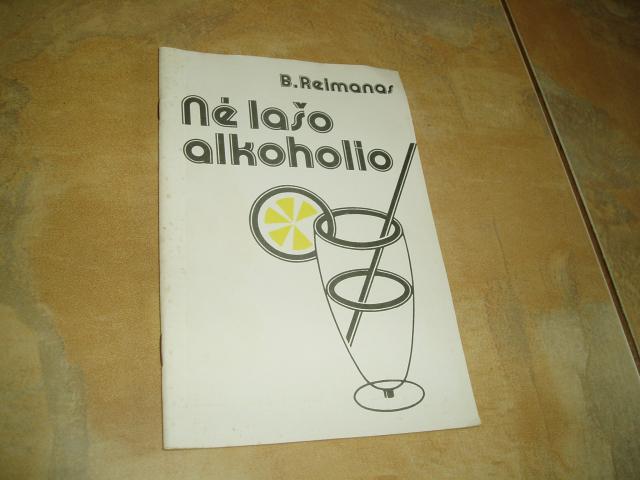 B.Reimanas
Nė lašo
alkoholio